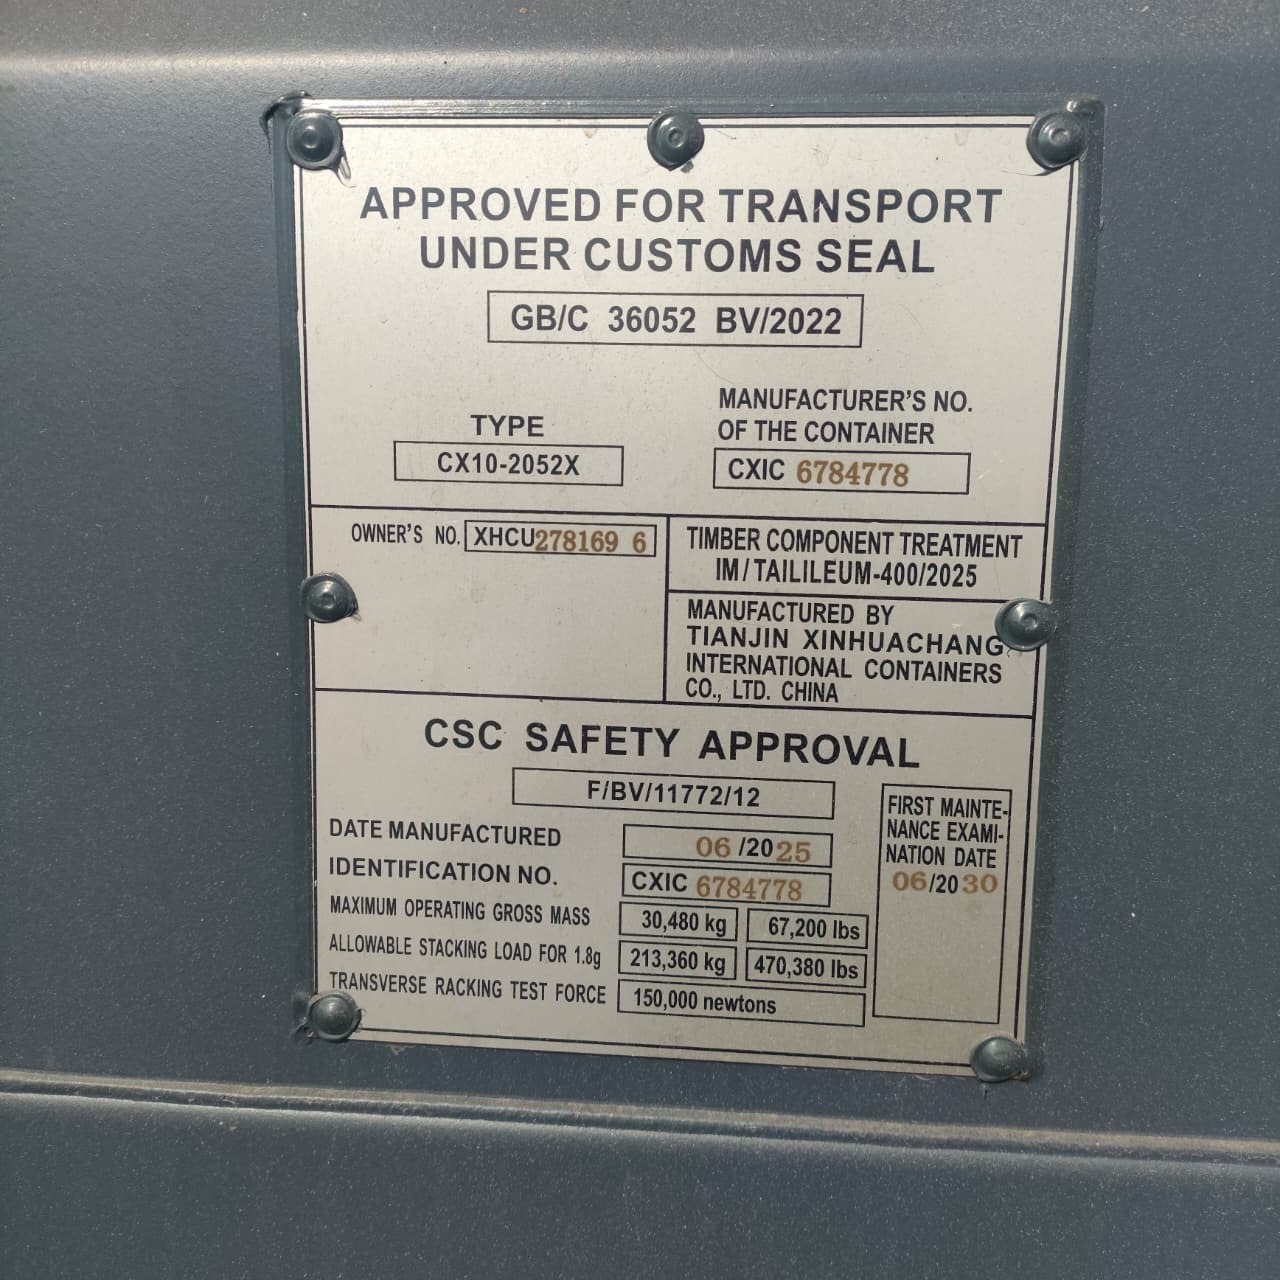 APPROVED FOR TRANSPORT
UNDER CUSTOMS SEAL
GB/C 36052 BV/2022
TYPE
CX10-2052X
MANUFACTURER'S NO.
OF THE CONTAINER
CXIC 6784778
OWNER'S NO. XHCU278169 6
TIMBER COMPONENT TREATMENT
IM/TAILILEUM-400/2025
MANUFACTURED BY
TIANJIN XINHUACHANG
INTERNATIONAL CONTAINERS
CO., LTD. CHINA
CSC SAFETY APPROVAL
F/BV/11772/12
DATE MANUFACTURED 06/2025
IDENTIFICATION NO. CXIC 6784778
MAXIMUM OPERATING GROSS MASS 30,480 kg 67,200 lbs
ALLOWABLE STACKING LOAD FOR 1.8g 213,360 kg 470,380 lbs
TRANSVERSE RACKING TEST FORCE 150,000 newtons
FIRST MAINTE-
NANCE EXAMI-
NATION DATE
06/2030